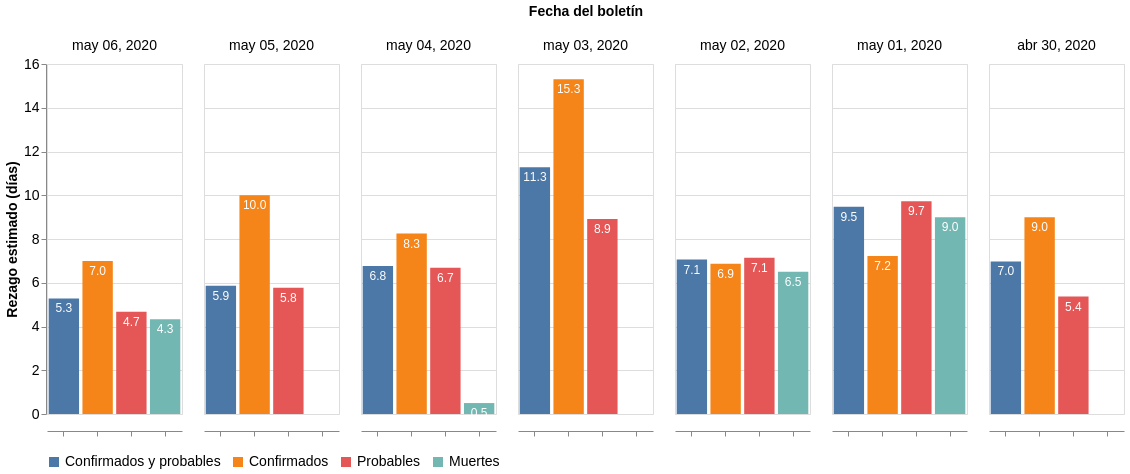 Fecha del boletín
may 06, 2020 may 05, 2020 may 04, 2020 may 03, 2020 may 02, 2020 may 01, 2020 abr 30, 2020
Rezago estimado (días)
16
14
12
10
8
6
4
2
0
5.3 7.0 4.7 4.3
5.9 10.0 5.8
6.8 8.3 6.7 0.5
11.3 15.3 8.9
7.1 6.9 7.1 6.5
9.5 7.2 9.7 9.0
7.0 9.0 5.4
Confirmados y probables Confirmados Probables Muertes